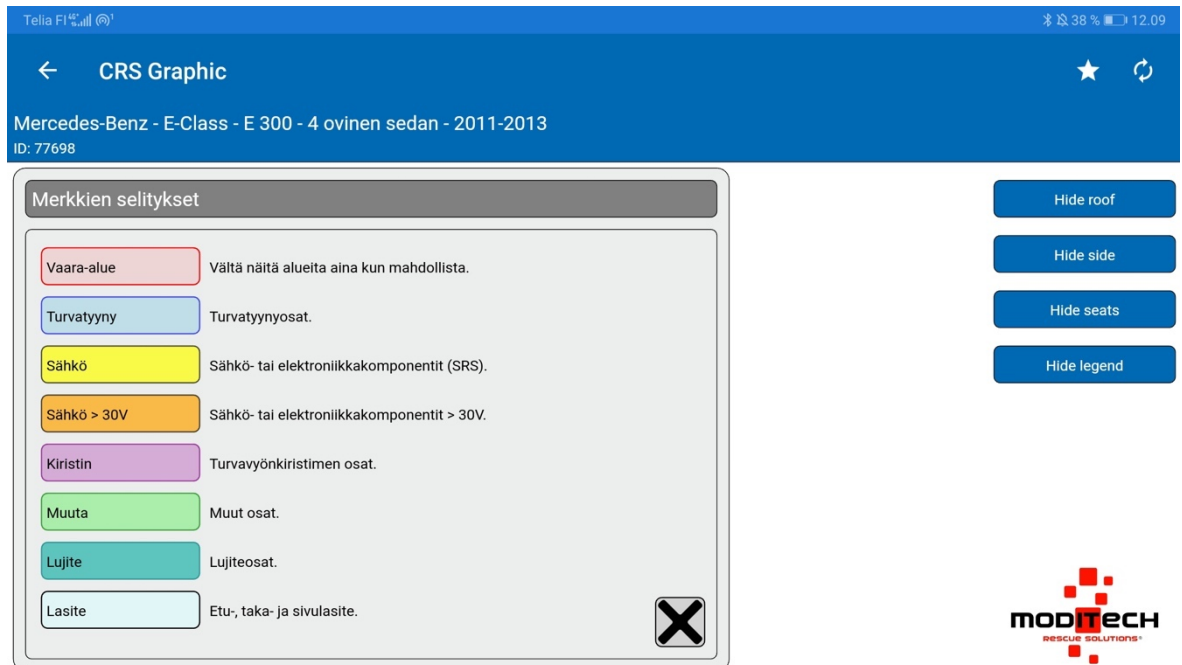 Telia FI
38 % 12.09
CRS Graphic
Mercedes-Benz - E-Class - E 300 - 4 ovinen sedan - 2011-2013
ID: 77698
Merkkien selitykset
Vaara-alue Vältä näitä alueita aina kun mahdollista.
Turvatyyny Turvatyynyosat.
Sähkö Sähkö- tai elektroniikkakomponentit (SRS).
Sähkö > 30V Sähkö- tai elektroniikkakomponentit > 30V.
Kiristin Turvavyönkiristimen osat.
Muuta Muut osat.
Lujite Lujiteosat.
Lasite Etu-, taka- ja sivulasite.
Hide roof
Hide side
Hide seats
Hide legend
MODITECH
RESCUE SOLUTIONS